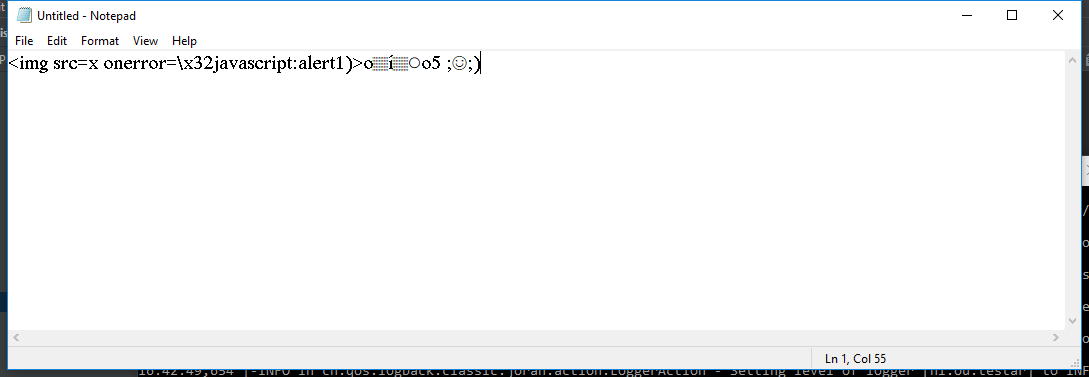 Untitled - Notepad
File Edit Format View Help
<img src=x onerror=\x32javascript:alert1)>o▒í▒○o5 ;☺;)
Ln 1, Col 55
16:42:49,654 |-INFO in ch.qos.logback.classic.joran.action.LoggerAction - Setting level of logger [nl.ou.testar] to INF